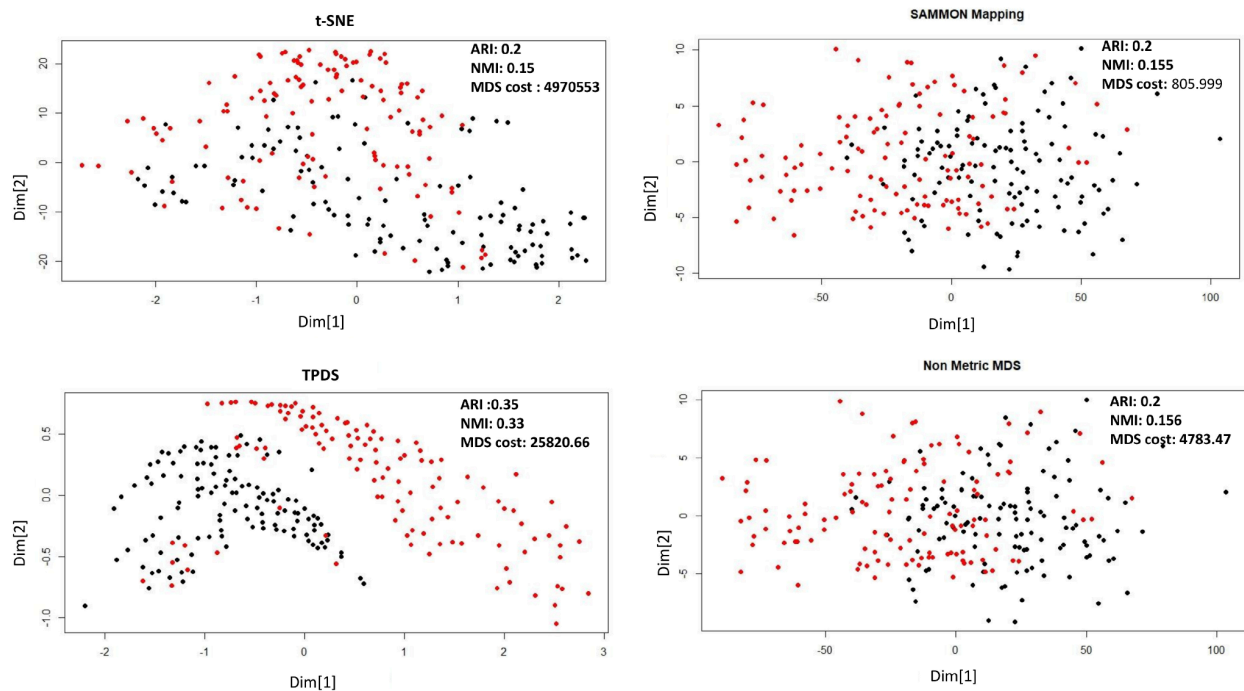 t-SNE
ARI: 0.2
NMI: 0.15
MDS cost : 4970553
20
10
0
-10
-20
Dim[2]
-2
-1
0
1
2
Dim[1]
SAMMON Mapping
ARI: 0.2
NMI: 0.155
MDS cost: 805.999
10
5
0
-5
-10
Dim[2]
-50
0
50
100
Dim[1]
TPDS
ARI :0.35
NMI: 0.33
MDS cost: 25820.66
0.5
0.0
-0.5
-1.0
Dim[2]
-2
-1
0
1
2
3
Dim[1]
Non Metric MDS
ARI: 0.2
NMI: 0.156
MDS cost: 4783.47
10
5
0
-5
Dim[2]
-50
0
50
100
Dim[1]